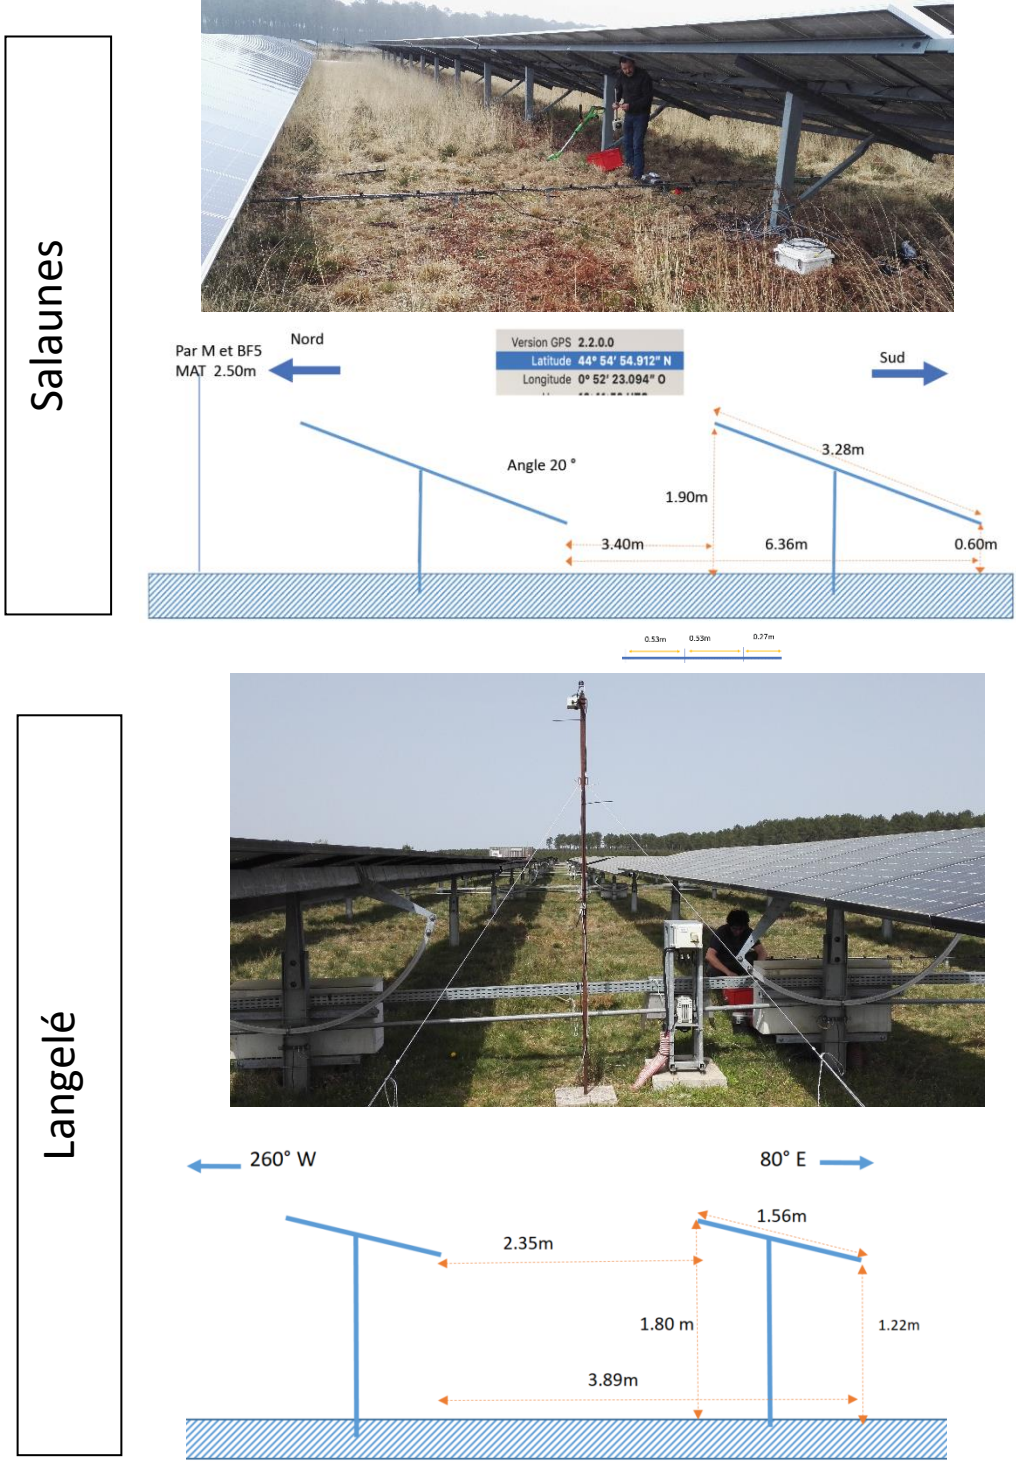 Salaunes
Par M et BF5
MAT 2.50m
Nord
Version GPS 2.2.0.0
Latitude 44° 54' 54.912" N
Longitude 0° 52' 23.094" O
Sud
Angle 20 °
3.28m
1.90m
3.40m
6.36m
0.60m
0.53m
0.53m
0.27m
Langelé
260° W
80° E
1.56m
2.35m
1.80 m
1.22m
3.89m